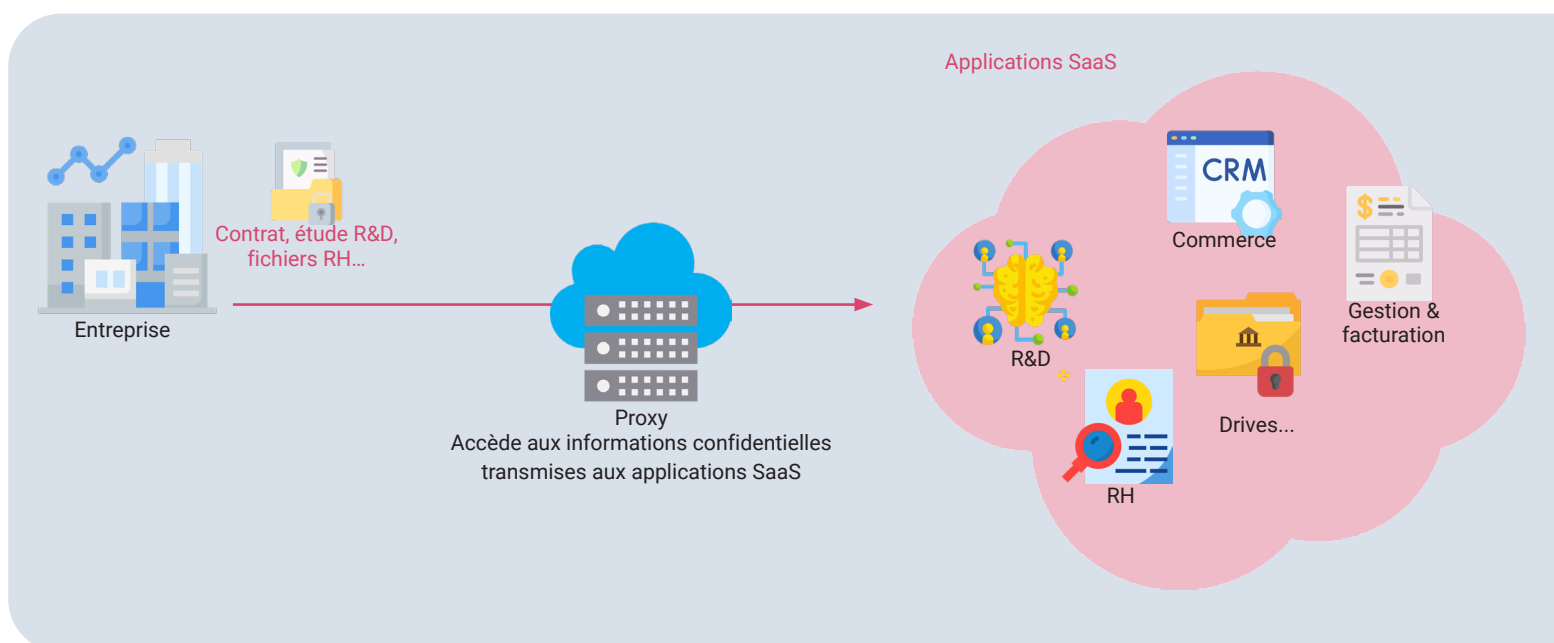 Applications SaaS
CRM
Commerce
Contrat, étude R&D,
fichiers RH…
Entreprise
Gestion &
facturation
R&D
Proxy
Accède aux informations confidentielles
transmises aux applications SaaS
Drives...
RH
$